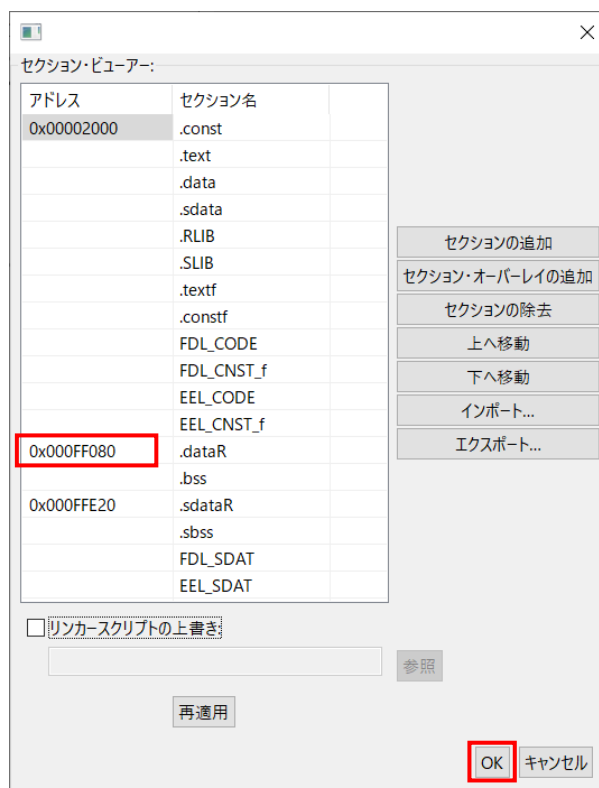 セクション・ビューアー:
アドレス セクション名
0x00002000 .const
.text
.data
.sdata
.RLIB
.SLIB
.textf
.constf
FDL_CODE
FDL_CNST_f
EEL_CODE
EEL_CNST_f
0x000FF080 .dataR
.bss
0x000FFE20 .sdataR
.sbss
FDL_SDAT
EEL_SDAT
セクションの追加
セクション・オーバーレイの追加
セクションの除去
上へ移動
下へ移動
インポート...
エクスポート...
リンカースクリプトの上書き:
参照
再適用
OK キャンセル